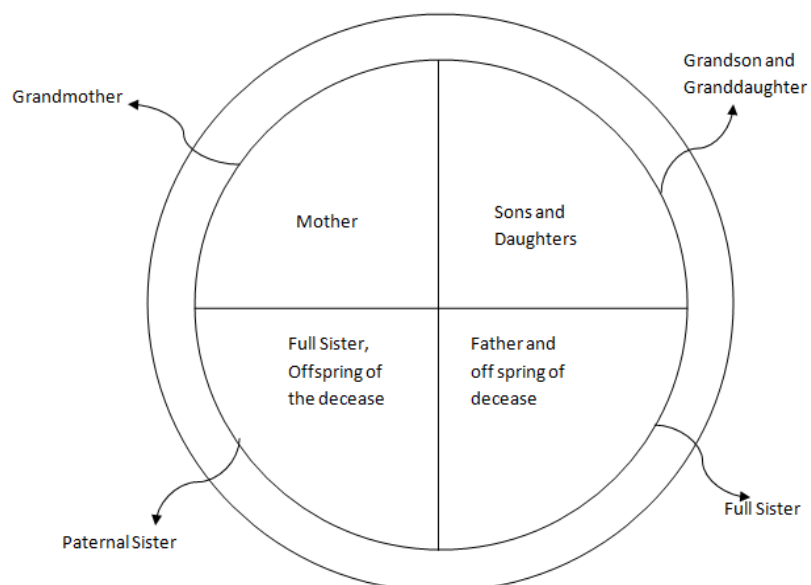 Grandson and
Granddaughter
Grandmother
Mother
Sons and
Daughters
Full Sister,
Offspring of
the decease
Father and
off spring of
decease
Full Sister
Paternal Sister